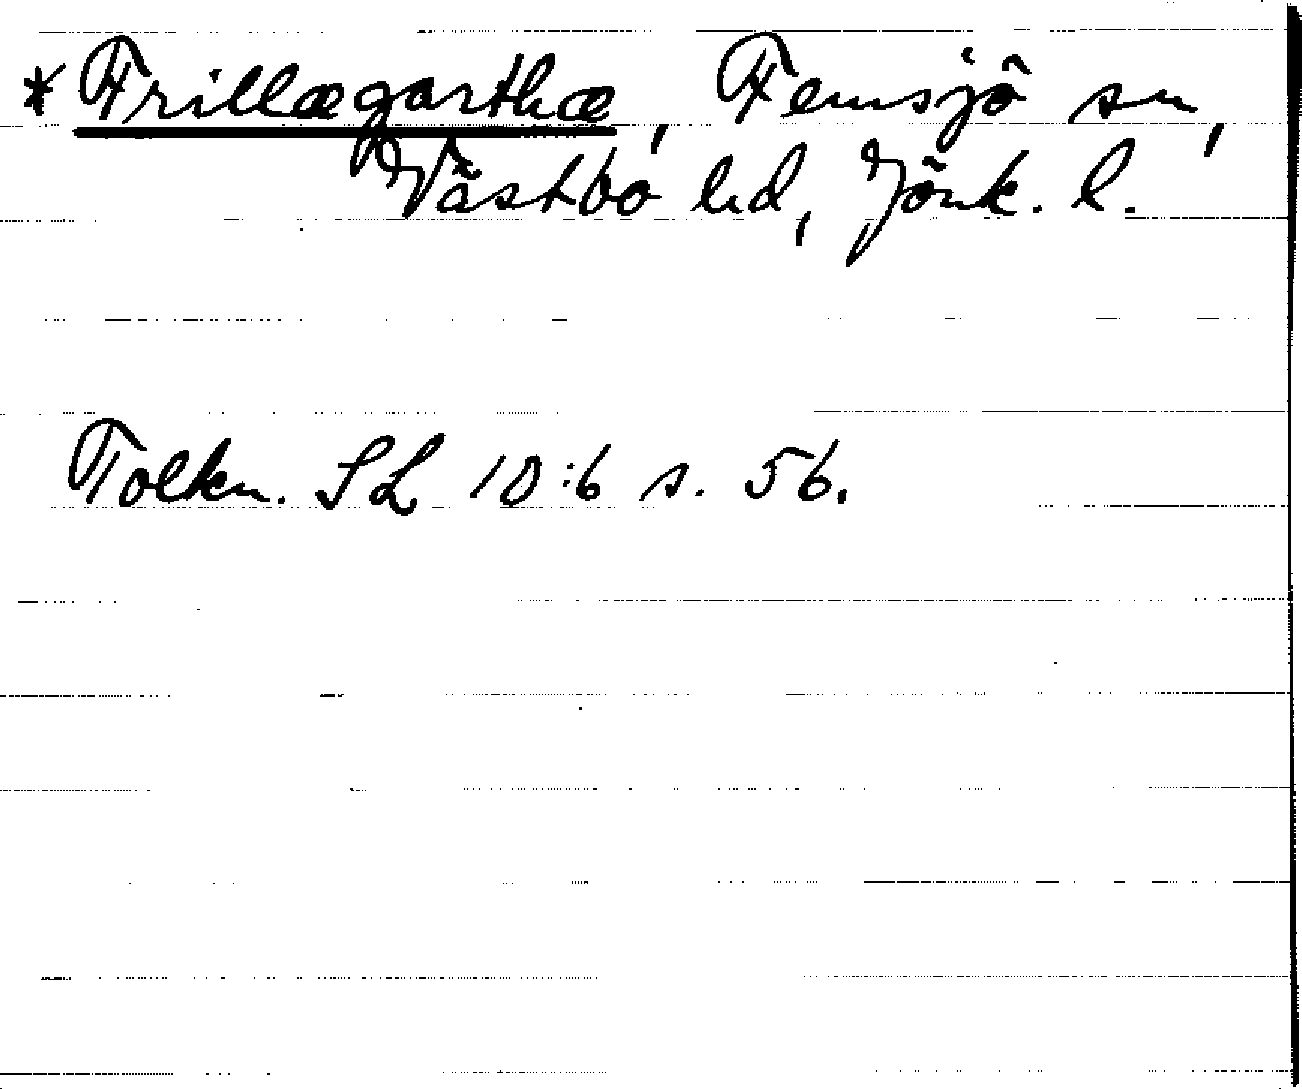 * Frillægarthæ, Femsjö sn,
Västbo hd, Jönk. l.
Tolkn. SL 10:6 s. 56.